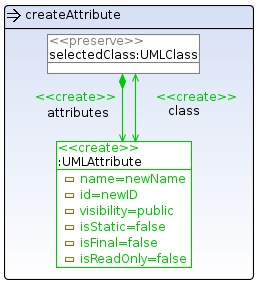 createAttribute
<<preserve>>
selectedClass:UMLClass
<<create>>
attributes
<<create>>
class
<<create>>
:UMLAttribute
name=newName
id=newID
visibility=public
isStatic=false
isFinal=false
isReadOnly=false